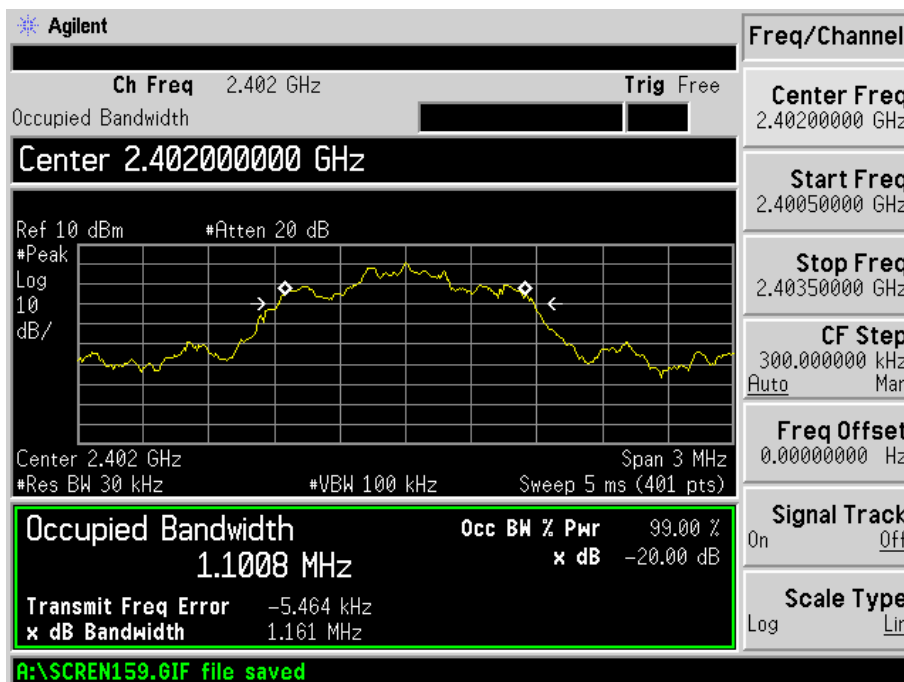 Agilent
Freq/Channel
Ch Freq 2.402 GHz Trig Free
Occupied Bandwidth
Center 2.402000000 GHz
Ref 10 dBm #Atten 20 dB
#Peak
Log
10
dB/
Center 2.402 GHz Span 3 MHz
#Res BW 30 kHz #VBW 100 kHz Sweep 5 ms (401 pts)
Occupied Bandwidth
1.1008 MHz
Occ BW % Pwr 99.00 %
x dB -20.00 dB
Transmit Freq Error -5.464 kHz
x dB Bandwidth 1.161 MHz
A:\SCREN159.GIF file saved
Center Freq
2.40200000 GHz
Start Freq
2.40050000 GHz
Stop Freq
2.40350000 GHz
CF Step
300.000000 kHz
Auto Man
Freq Offset
0.00000000 Hz
Signal Track
On Off
Scale Type
Log Lin